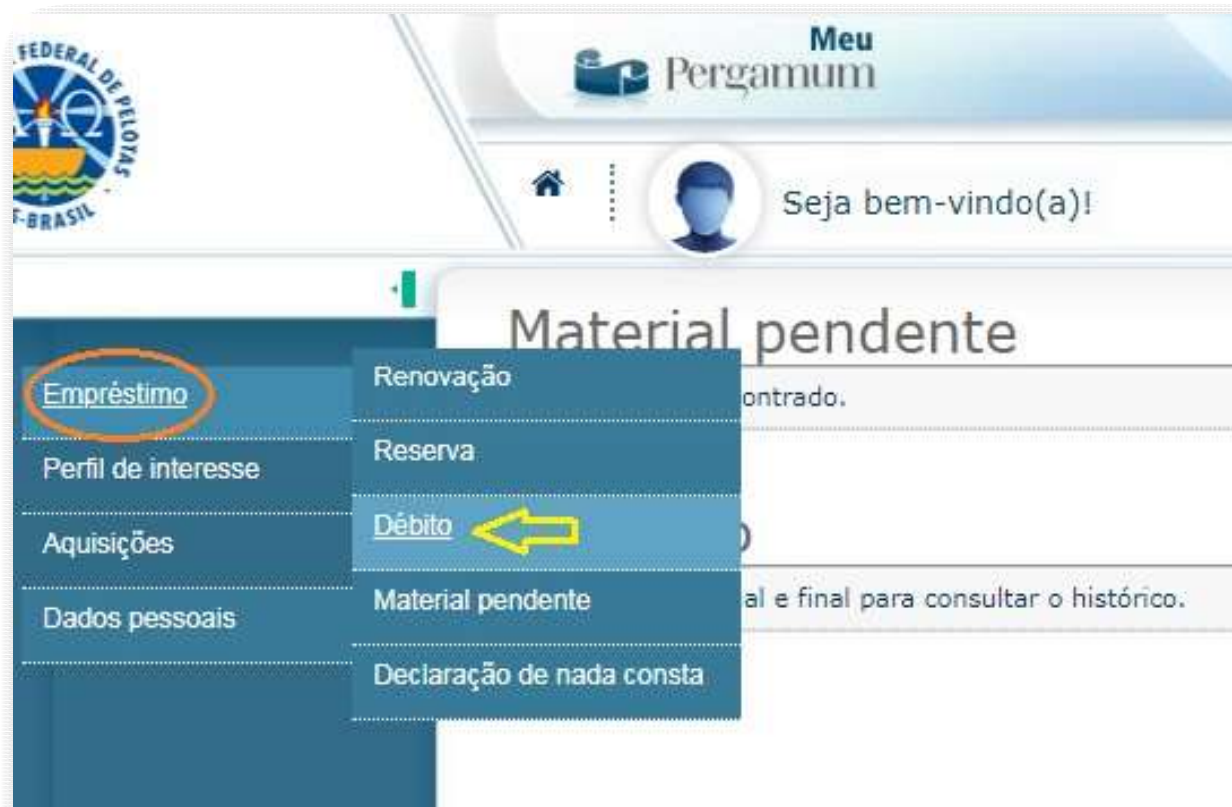 FEDERAL DE PELOTAS
-BRASIL
Meu
Pergamum
Seja bem-vindo(a)!
Material pendente
ontrado.
al e final para consultar o histórico.
Empréstimo
Perfil de interesse
Aquisições
Dados pessoais
Renovação
Reserva
Débito
Material pendente
Declaração de nada consta